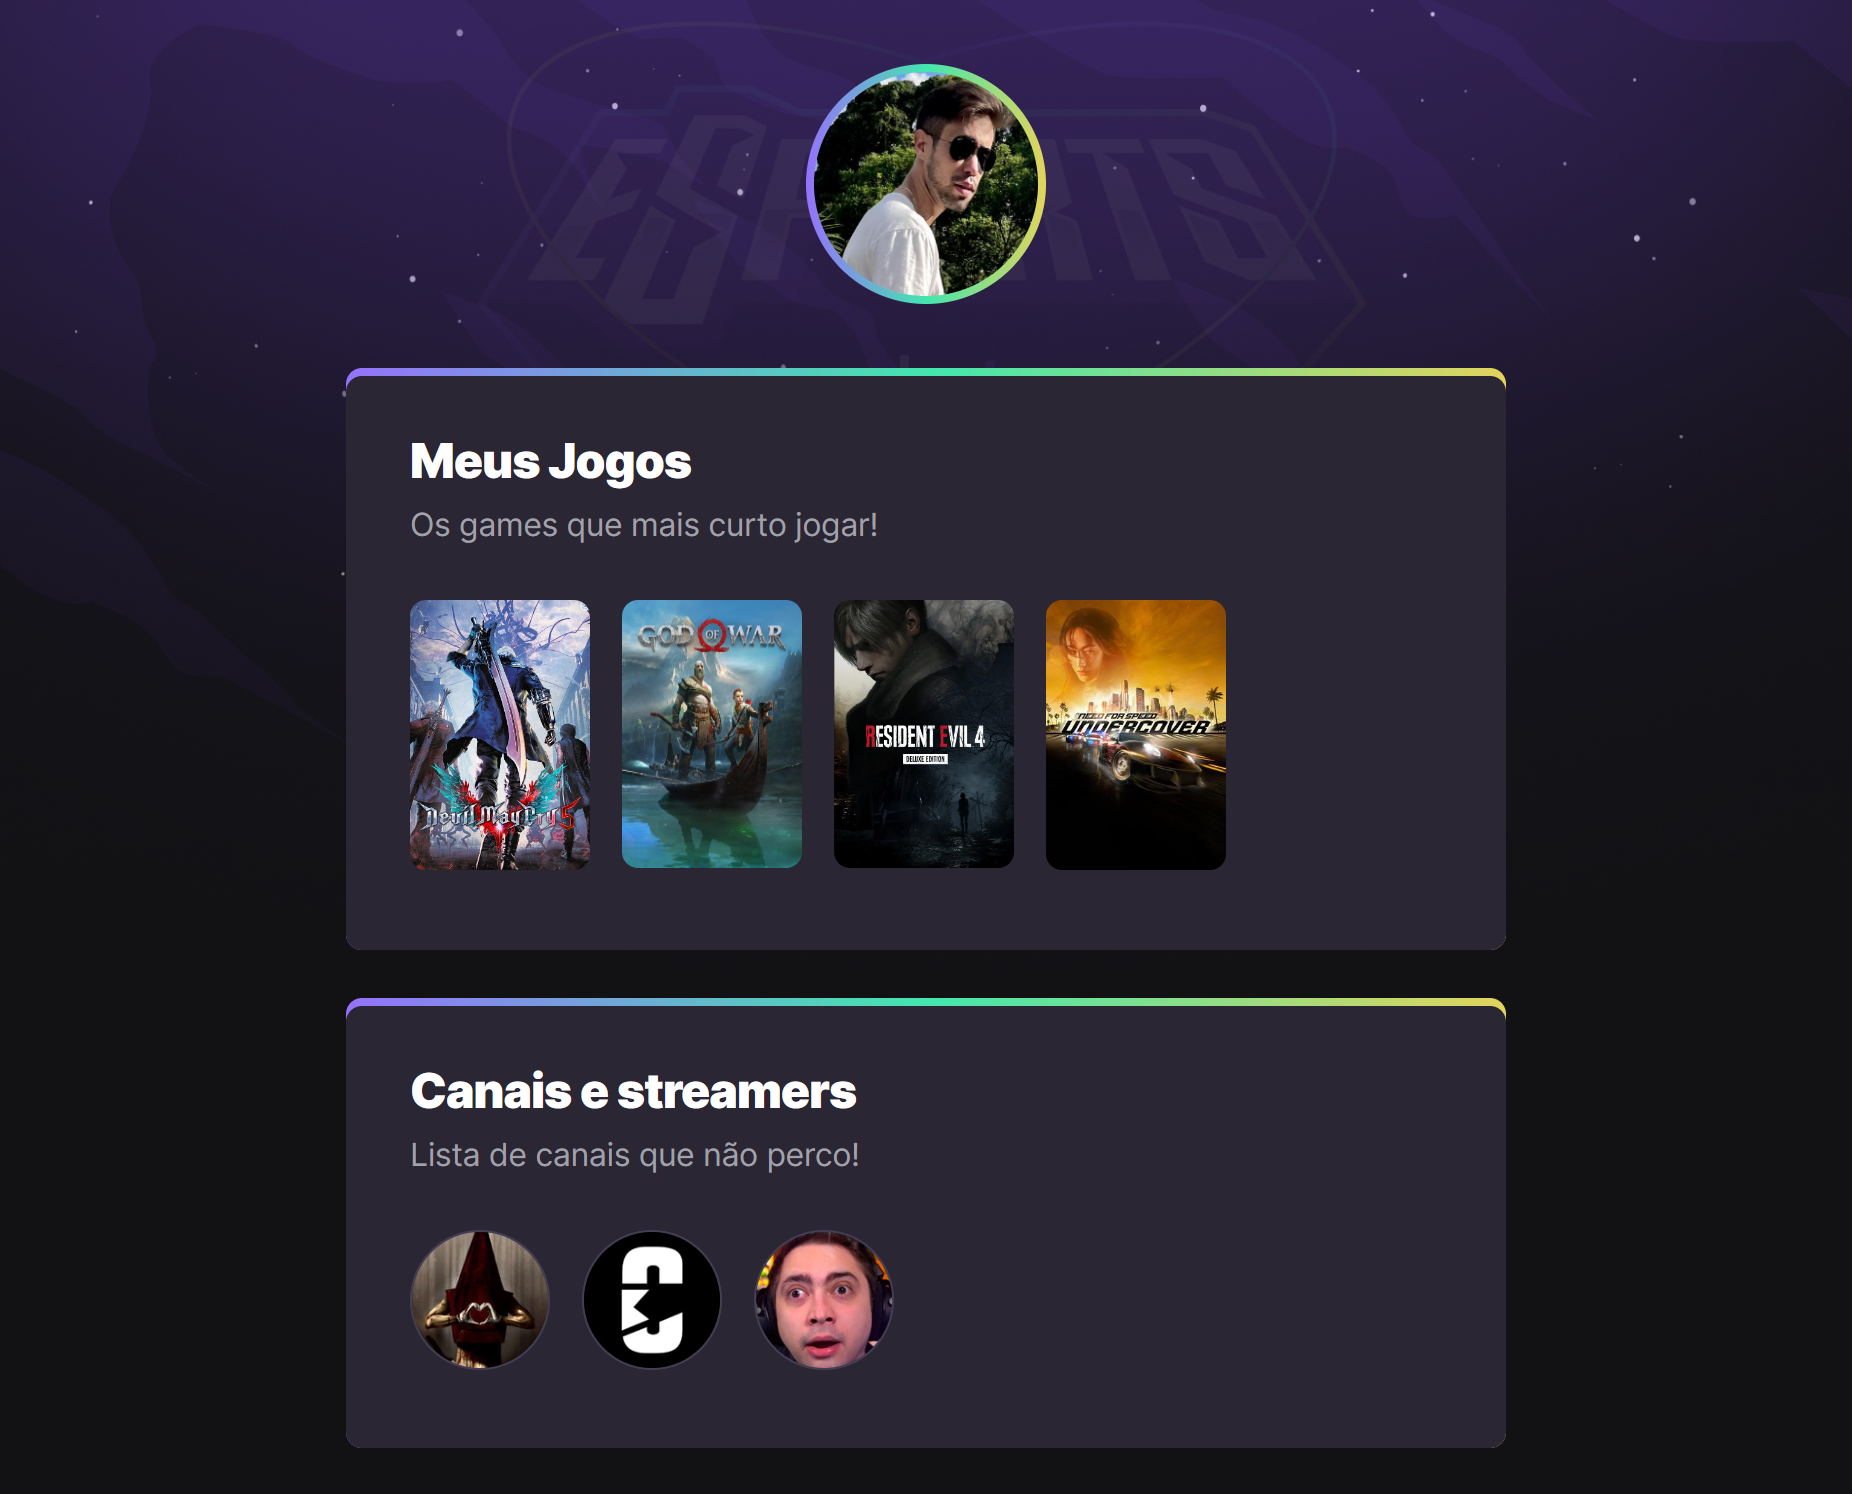 ESPORTS
Meus Jogos
Os games que mais curto jogar!
Devil May Cry 5
GOD OF WAR
RESIDENT EVIL 4
DELUXE EDITION
NEED FOR SPEED
UNDERCOVER
Canais e streamers
Lista de canais que não perco!